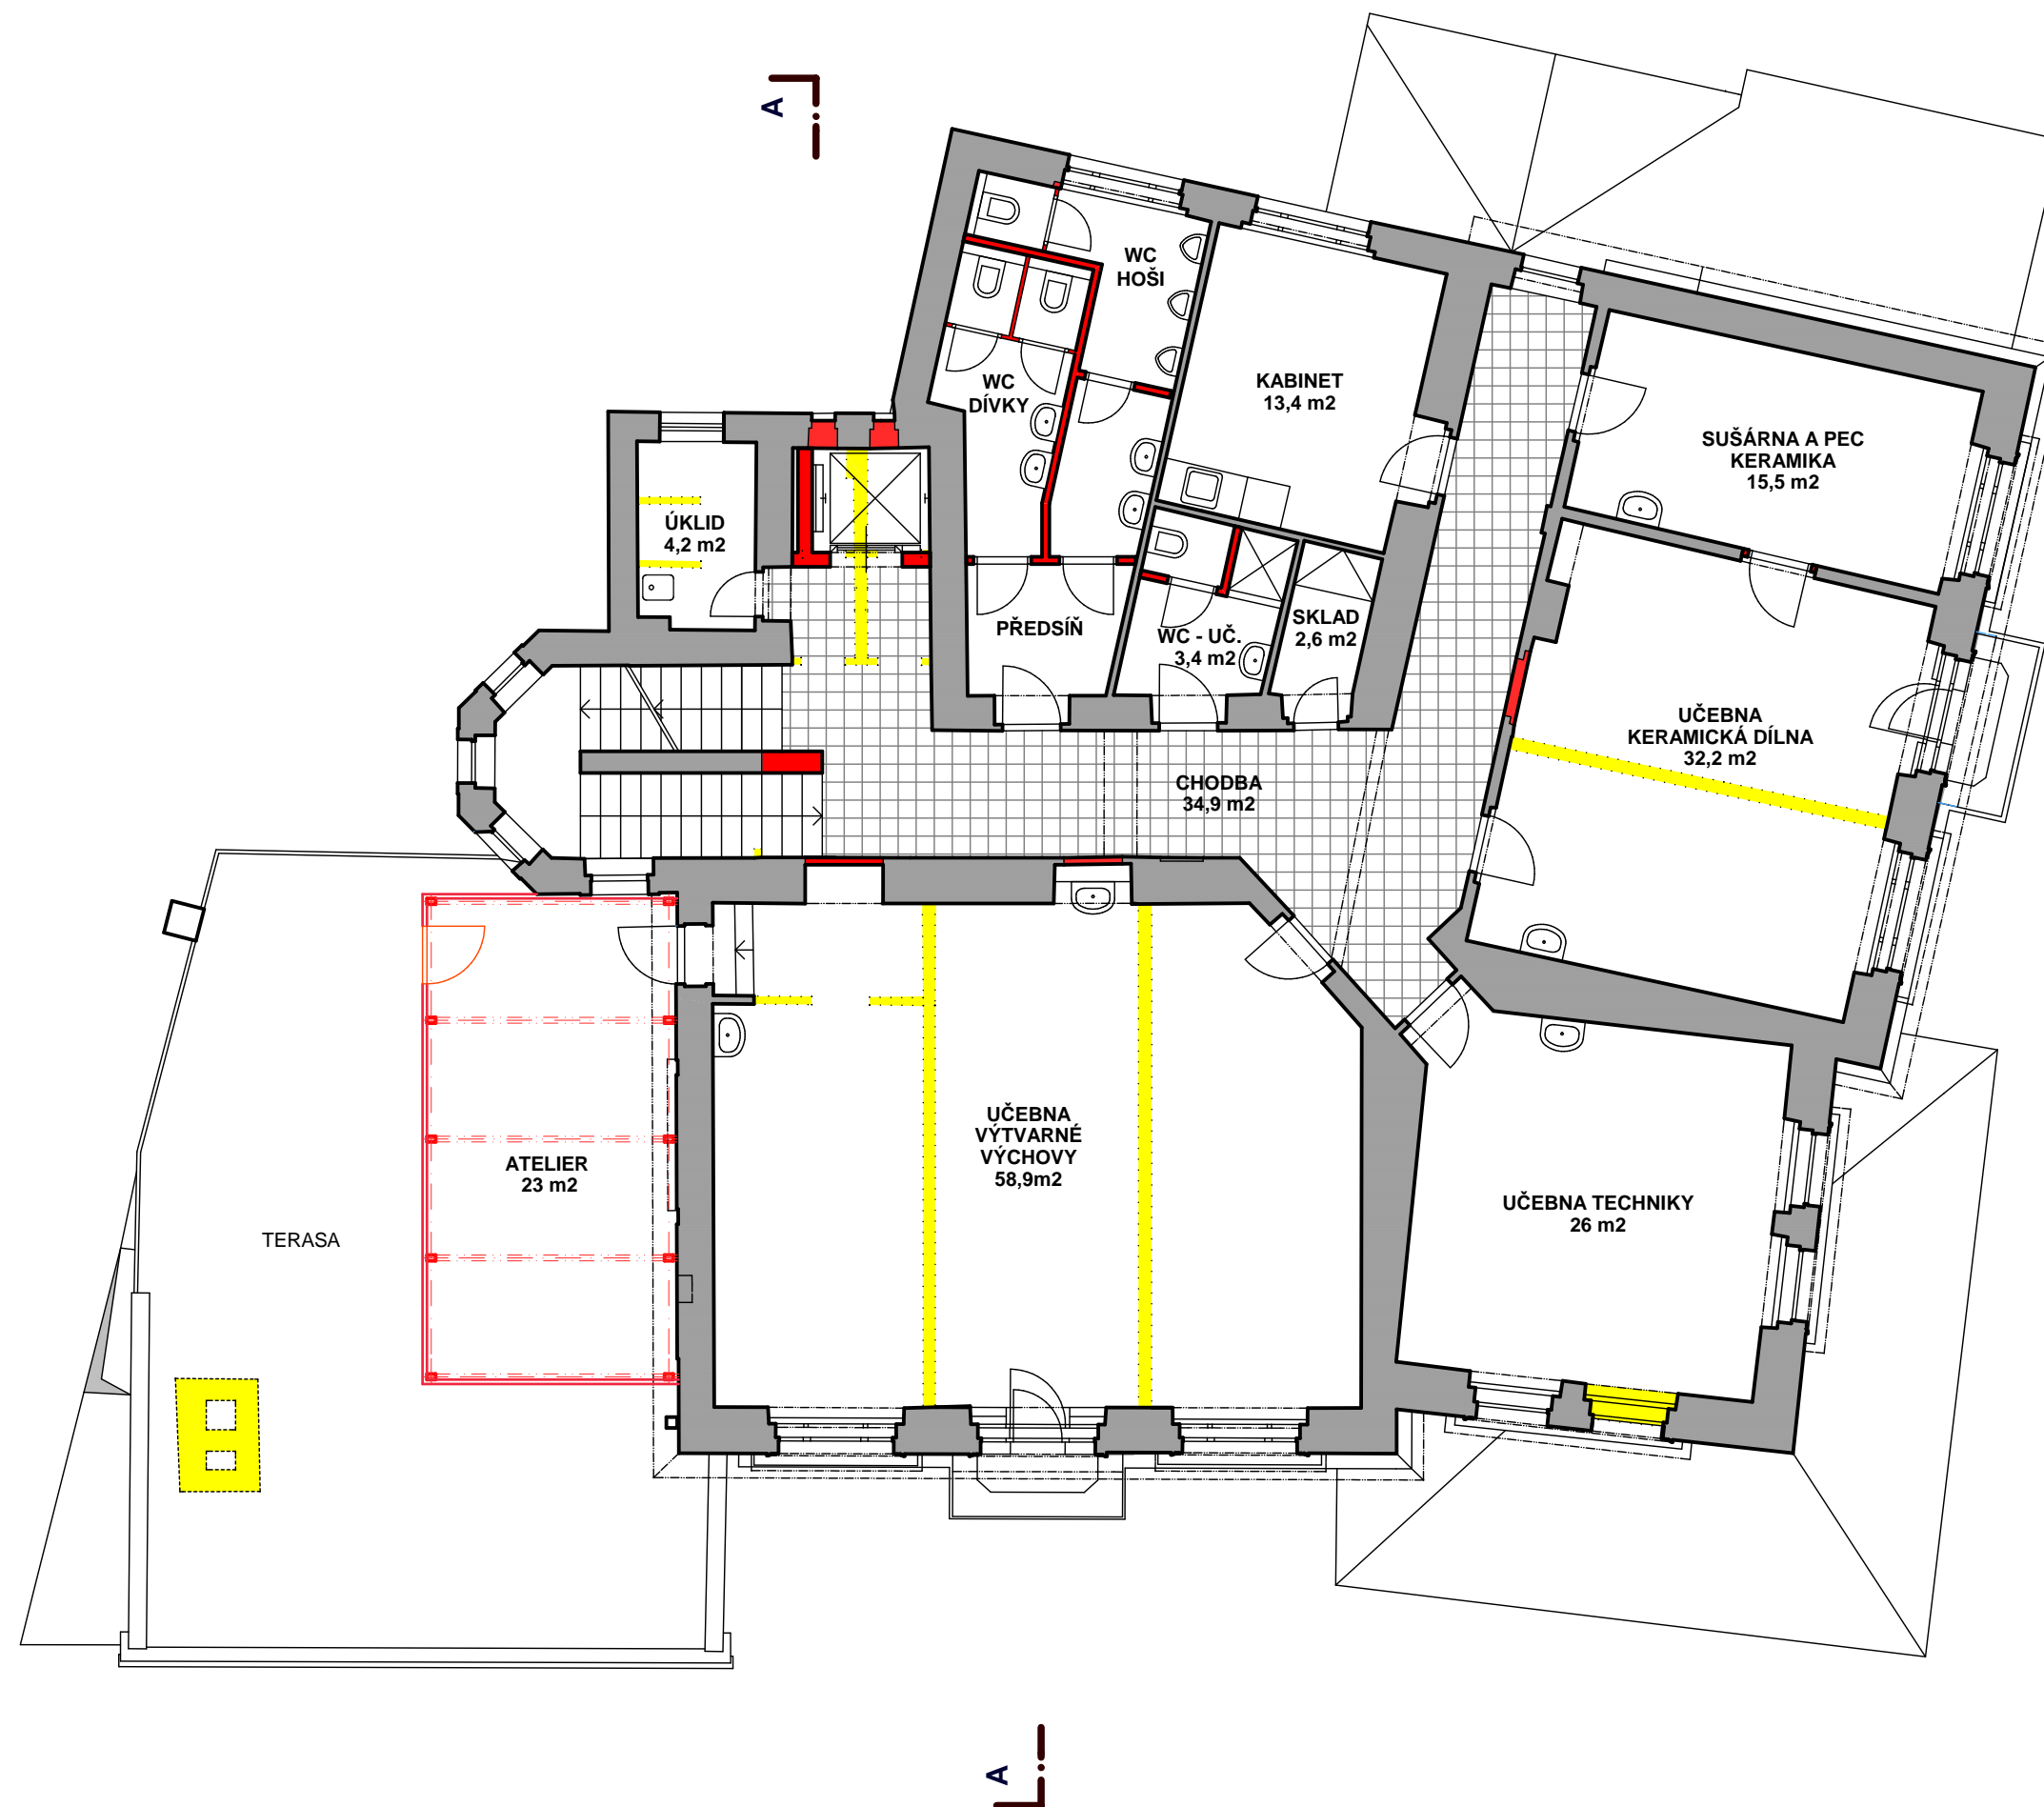 A
WC
HOŠI
WC
DÍVKY
KABINET
13,4 m2
SUŠÁRNA A PEC
KERAMIKA
15,5 m2
ÚKLID
4,2 m2
PŘEDSÍŇ
WC - UČ.
3,4 m2
SKLAD
2,6 m2
UČEBNA
KERAMICKÁ DÍLNA
32,2 m2
CHODBA
34,9 m2
UČEBNA
VÝTVARNÉ
VÝCHOVY
58,9m2
ATELIER
23 m2
UČEBNA TECHNIKY
26 m2
TERASA
A